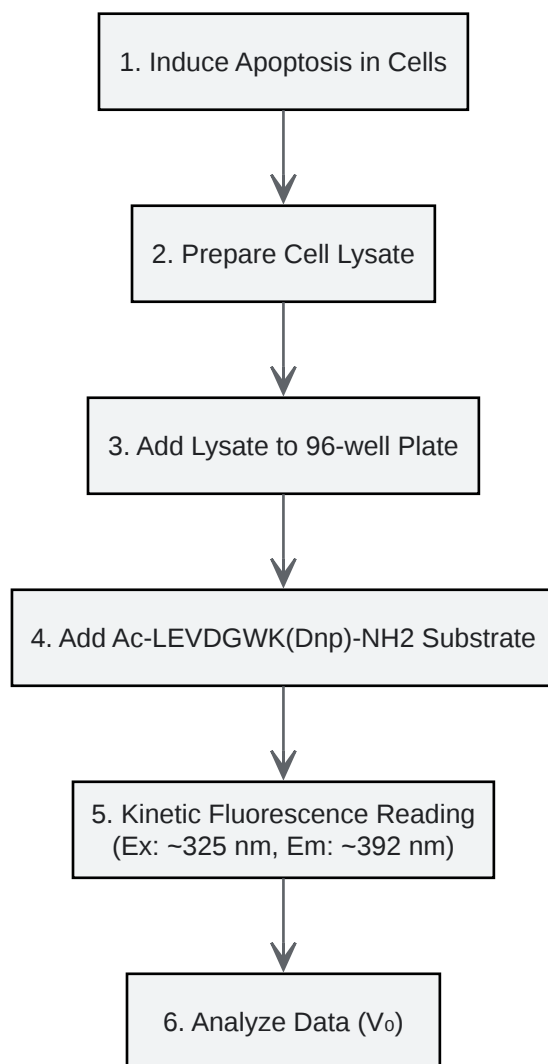 1. Induce Apoptosis in Cells
2. Prepare Cell Lysate
3. Add Lysate to 96-well Plate
4. Add Ac-LEVDGWK(Dnp)-NH2 Substrate
5. Kinetic Fluorescence Reading
(Ex: ~325 nm, Em: ~392 nm)
6. Analyze Data (V₀)